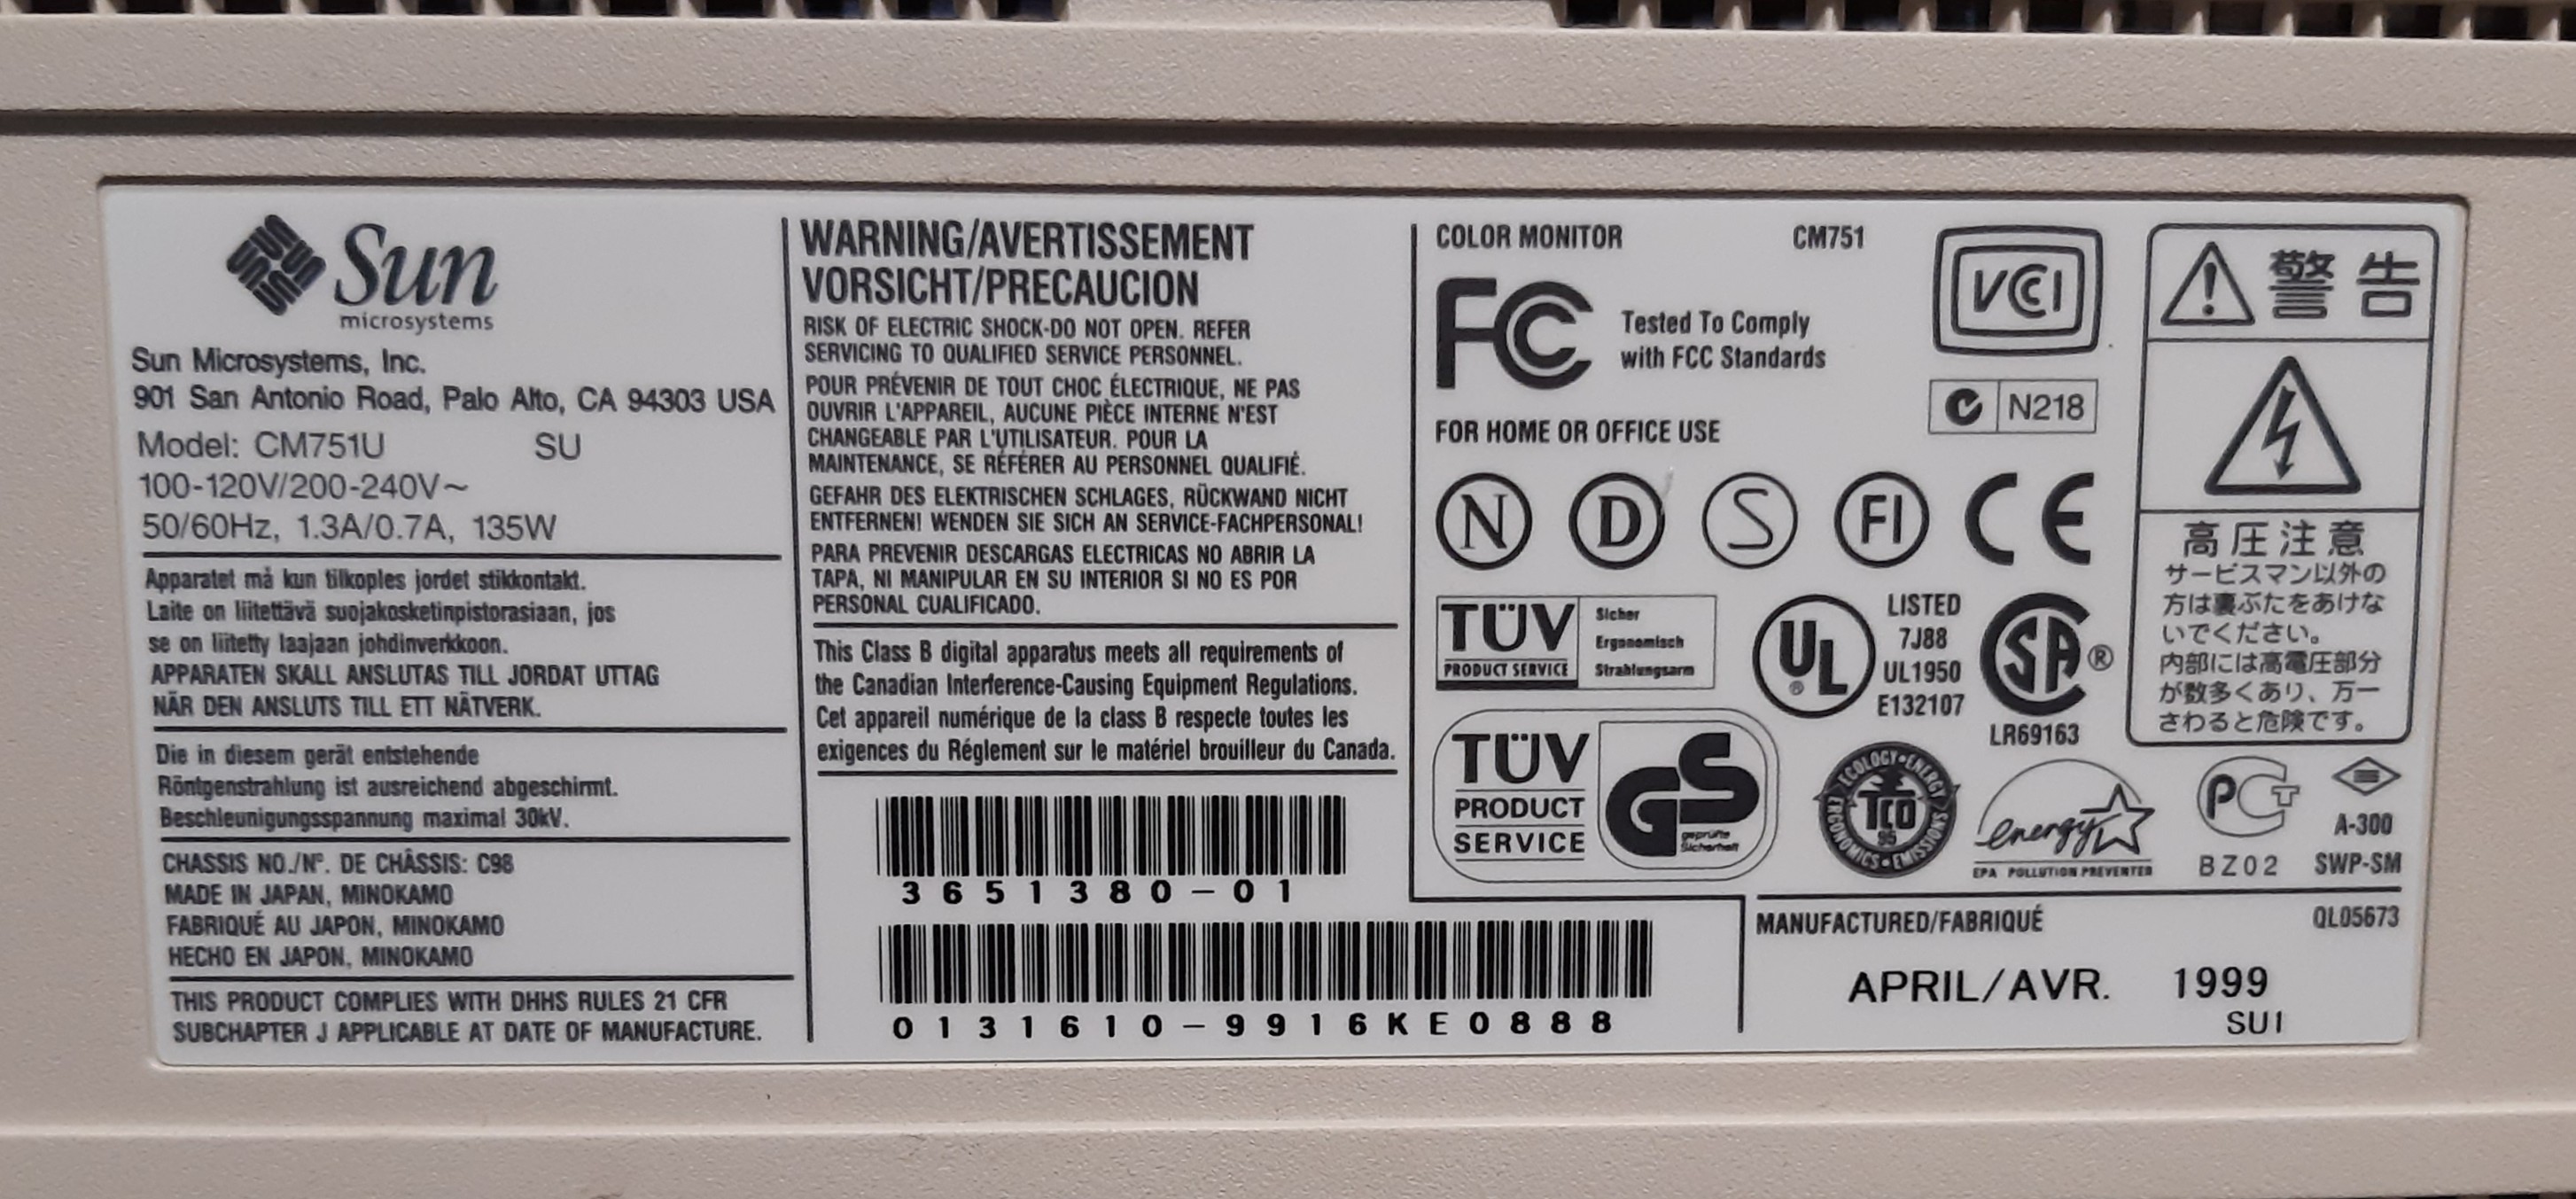 Sun
microsystems
Sun Microsystems, Inc.
901 San Antonio Road, Palo Alto, CA 94303 USA
Model: CM751U SU
100-120V/200-240V~
50/60Hz, 1.3A/0.7A, 135W
Apparatet må kun tilkoples jordet stikkontakt.
Laite on liitettävä suojakosketinpistorasiaan, jos
se on liitetty laajaan johdinverkkoon.
APPARATEN SKALL ANSLUTAS TILL JORDAT UTTAG
NÄR DEN ANSLUTS TILL ETT NÄTVERK.
Die in diesem gerät entstehende
Röntgenstrahlung ist ausreichend abgeschirmt.
Beschleunigungsspannung maximal 30kV.
CHASSIS NO./N°. DE CHÂSSIS: C98
MADE IN JAPAN, MINOKAMO
FABRIQUÉ AU JAPON, MINOKAMO
HECHO EN JAPON, MINOKAMO
THIS PRODUCT COMPLIES WITH DHHS RULES 21 CFR
SUBCHAPTER J APPLICABLE AT DATE OF MANUFACTURE.
WARNING/AVERTISSEMENT
VORSICHT/PRECAUCION
RISK OF ELECTRIC SHOCK-DO NOT OPEN. REFER
SERVICING TO QUALIFIED SERVICE PERSONNEL.
POUR PRÉVENIR DE TOUT CHOC ÉLECTRIQUE, NE PAS
OUVRIR L'APPAREIL, AUCUNE PIÈCE INTERNE N'EST
CHANGEABLE PAR L'UTILISATEUR. POUR LA
MAINTENANCE, SE RÉFÉRER AU PERSONNEL QUALIFIÉ.
GEFAHR DES ELEKTRISCHEN SCHLAGES, RÜCKWAND NICHT
ENTFERNEN! WENDEN SIE SICH AN SERVICE-FACHPERSONAL!
PARA PREVENIR DESCARGAS ELECTRICAS NO ABRIR LA
TAPA, NI MANIPULAR EN SU INTERIOR SI NO ES POR
PERSONAL CUALIFICADO.
This Class B digital apparatus meets all requirements of
the Canadian Interference-Causing Equipment Regulations.
Cet appareil numérique de la class B respecte toutes les
exigences du Réglement sur le matériel brouilleur du Canada.
3651380-01
0131610-9916KE0888
COLOR MONITOR CM751
FC
Tested To Comply
with FCC Standards
FOR HOME OR OFFICE USE
VCCI
N218
N D S FI CE
TÜV
PRODUCT SERVICE
Sicher
Ergonomisch
Strahlungsarm
UL ®
LISTED
7J88
UL1950
E132107
SA ®
LR69163
TÜV
PRODUCT
SERVICE
GS
geprüfte
Sicherheit
ECOLOGY•ENERGY
TCO
95
ERGONOMICS•EMISSIONS
energy
EPA POLLUTION PREVENTER
PCT
BZ02
A-300
SWP-SM
警告
高圧注意
サービスマン以外の
方は裏ぶたをあけな
いでください。
内部には高電圧部分
が数多くあり、万一
さわると危険です。
MANUFACTURED/FABRIQUÉ QL05673
APRIL/AVR. 1999
SU1